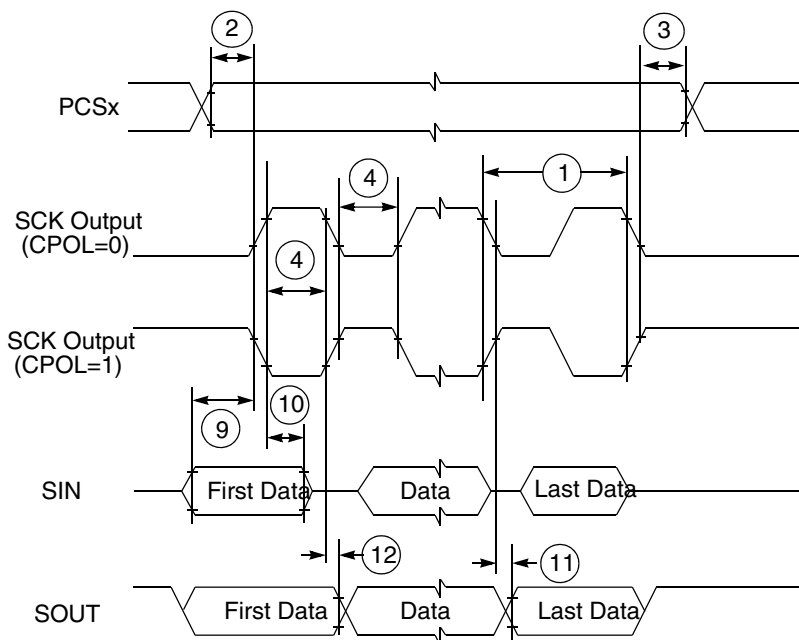 2
3
PCSx
4
1
SCK Output
(CPOL=0)
4
SCK Output
(CPOL=1)
10
9
SIN
First Data
Data
Last Data
12
11
SOUT
First Data
Data
Last Data